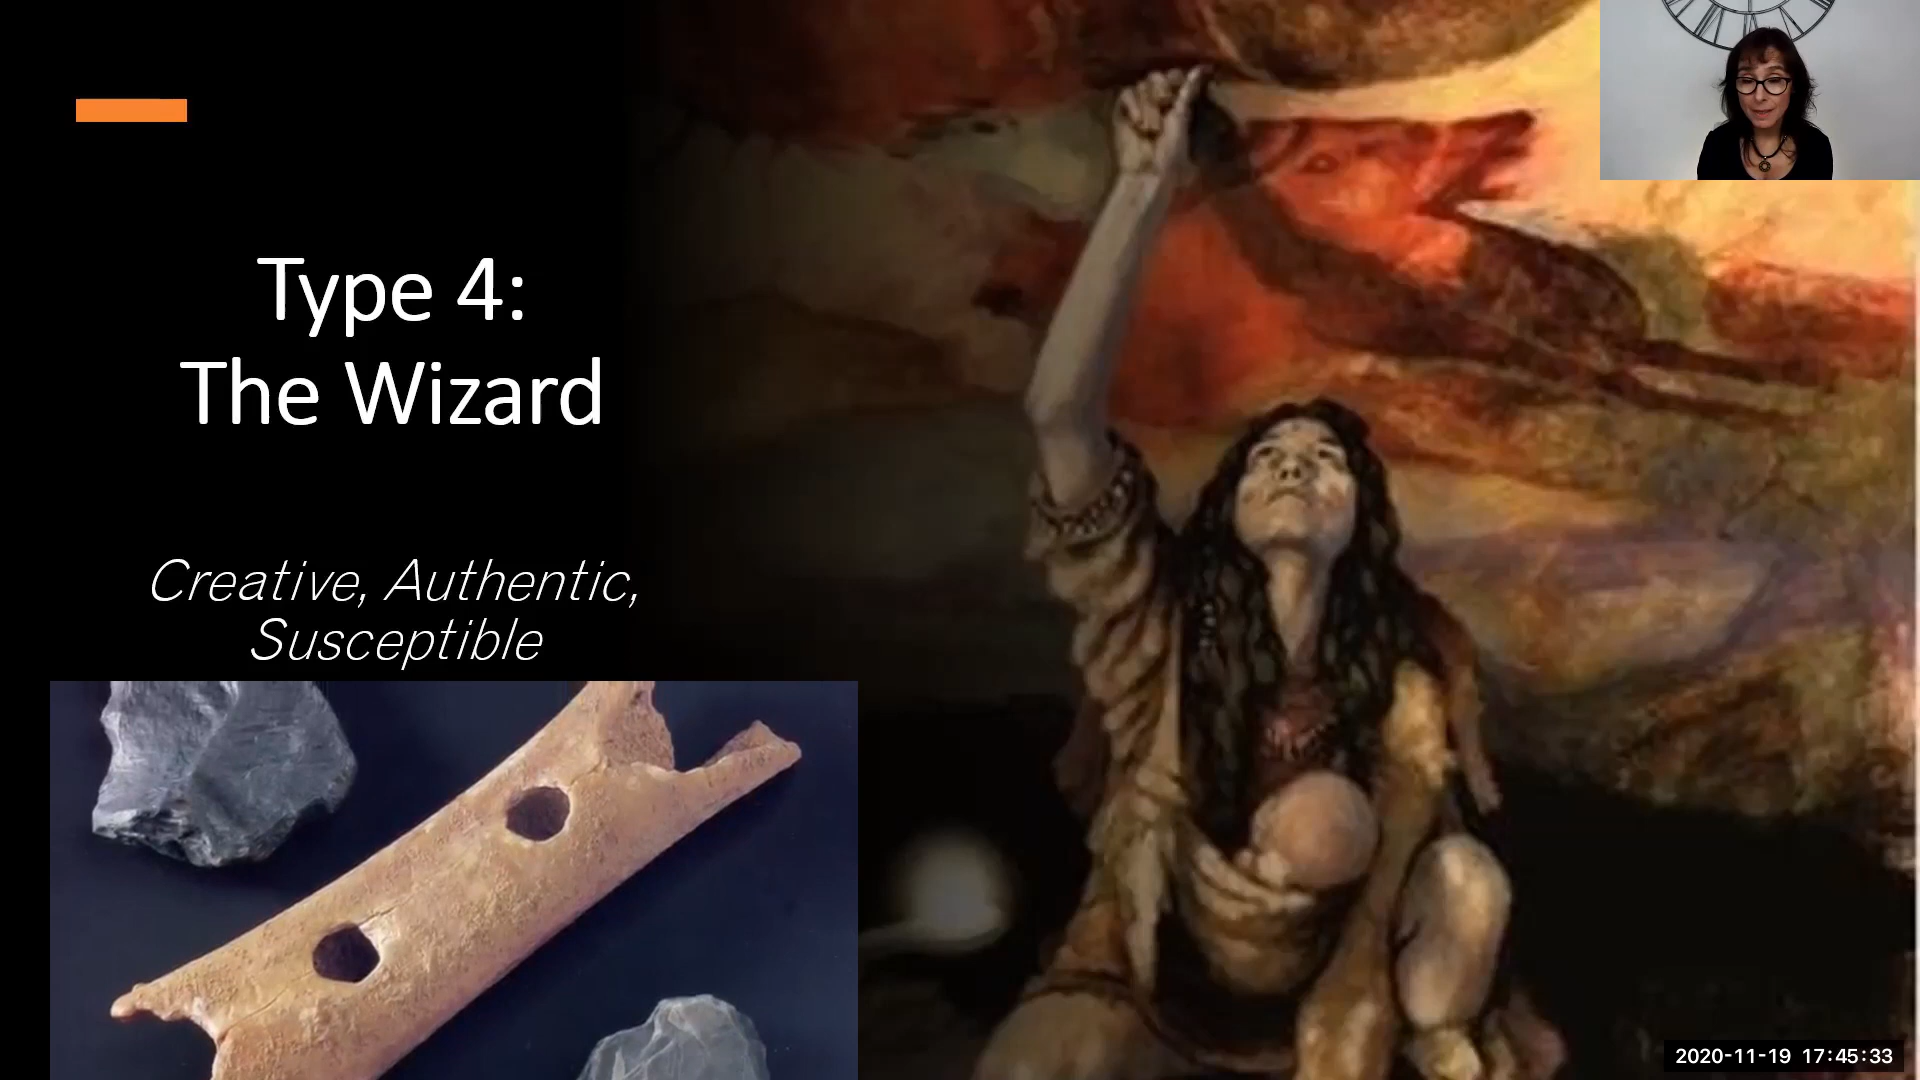 Type 4:
The Wizard
Creative, Authentic,
Susceptible
2020-11-19 17:45:33